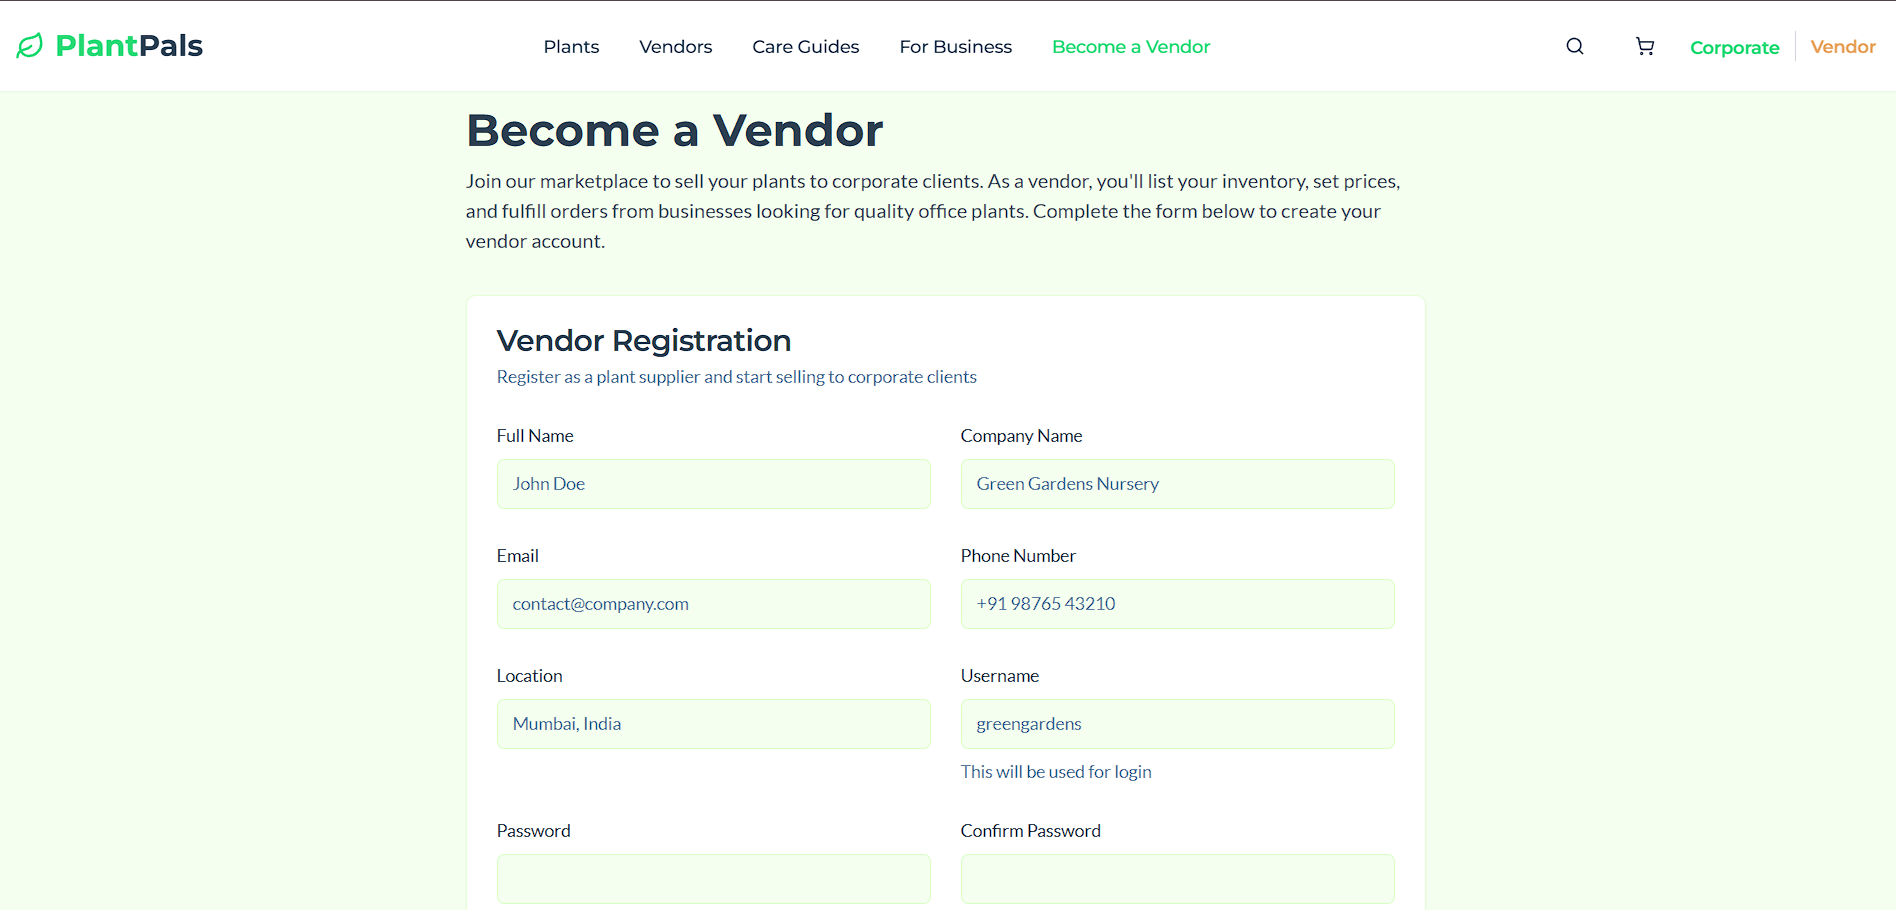 PlantPals
Plants
Vendors
Care Guides
For Business
Become a Vendor
Corporate
Vendor
Become a Vendor
Join our marketplace to sell your plants to corporate clients. As a vendor, you'll list your inventory, set prices,
and fulfill orders from businesses looking for quality office plants. Complete the form below to create your
vendor account.
Vendor Registration
Register as a plant supplier and start selling to corporate clients
Full Name
Company Name
John Doe
Green Gardens Nursery
Email
Phone Number
contact@company.com
+91 98765 43210
Location
Username
Mumbai, India
greengardens
This will be used for login
Password
Confirm Password